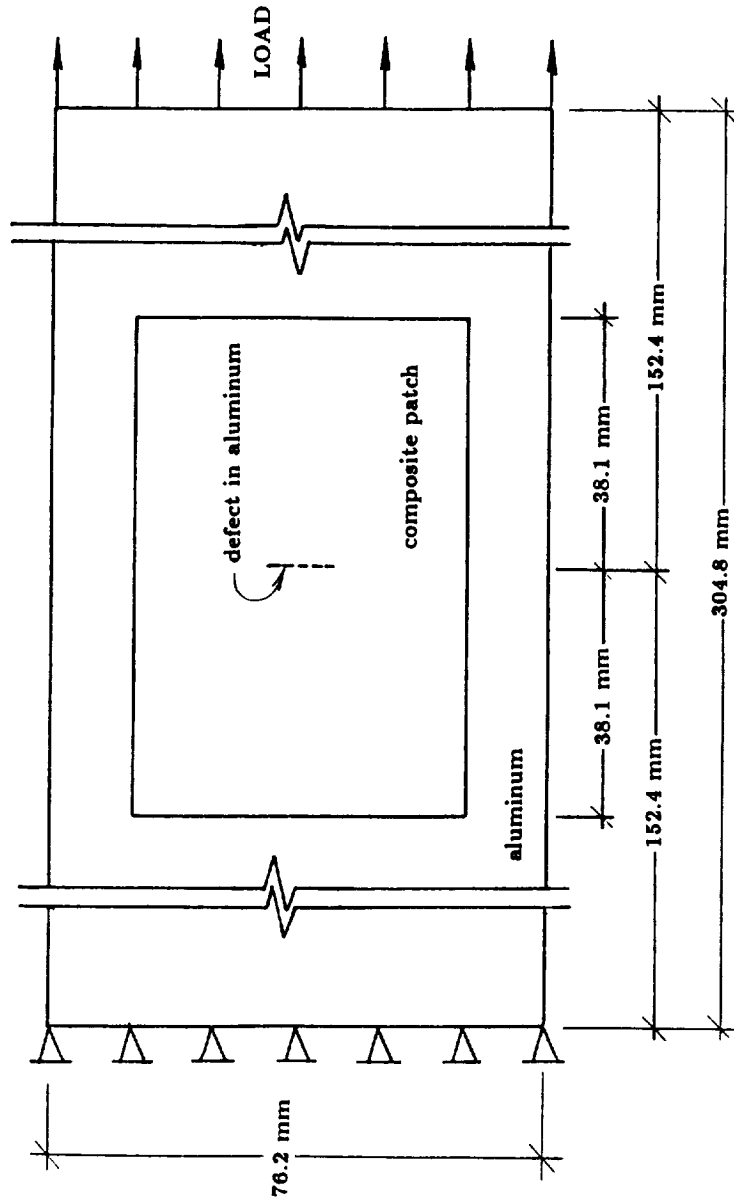 LOAD
defect in aluminum
composite patch
aluminum
38.1 mm
38.1 mm
152.4 mm
152.4 mm
304.8 mm
76.2 mm